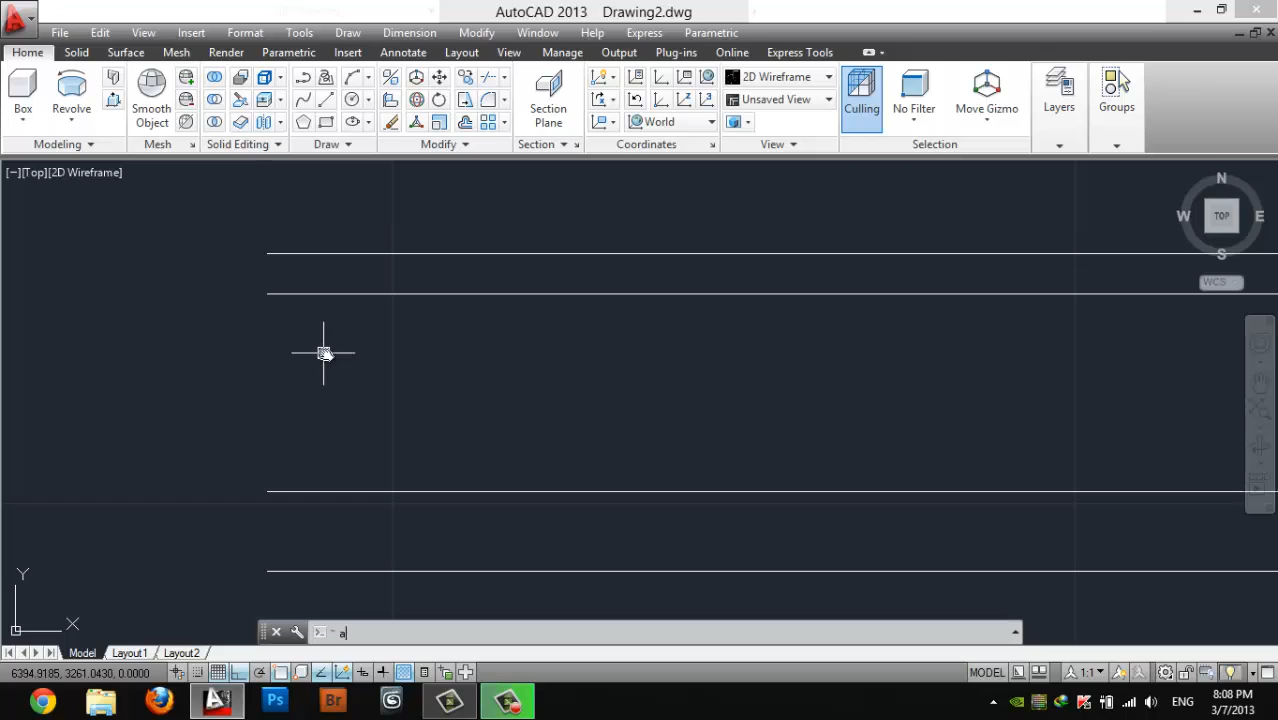 AutoCAD 2013 Drawing2.dwg
File Edit View Insert Format Tools Draw Dimension Modify Window Help Express Parametric
Home Solid Surface Mesh Render Parametric Insert Annotate Layout View Manage Output Plug-ins Online Express Tools
Box
Revolve
Smooth
Object
Section
Plane
World
2D Wireframe
Unsaved View
Culling
No Filter
Move Gizmo
Layers
Groups
Modeling
Mesh
Solid Editing
Draw
Modify
Section
Coordinates
View
Selection
[−][Top][2D Wireframe]
N
W
TOP
E
S
WCS
Y
X
a
Model Layout1 Layout2
6394.9185, 3261.0430, 0.0000
MODEL
1:1
Ps
Br
ENG
8:08 PM
3/7/2013